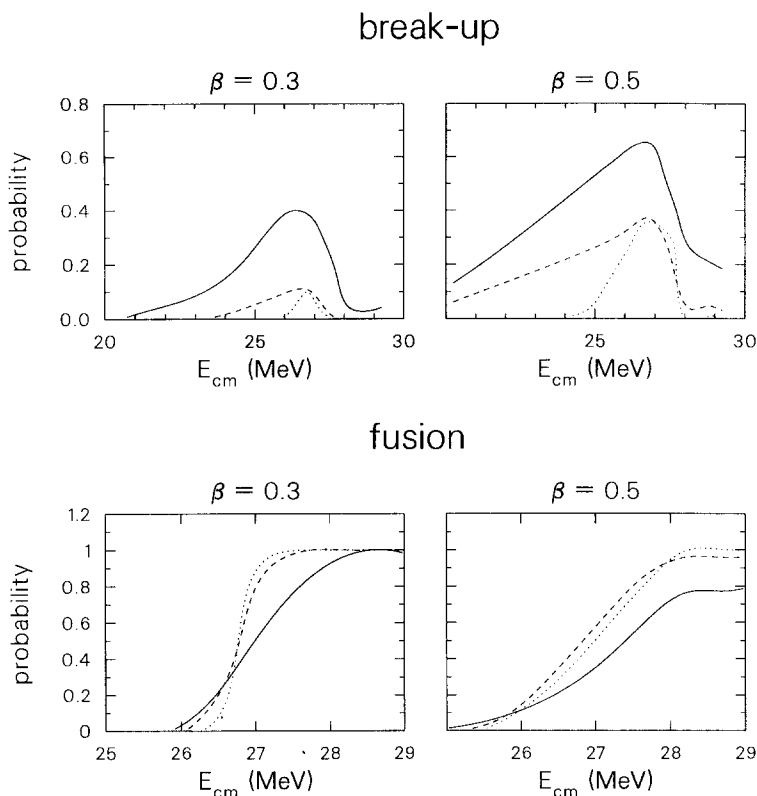 break-up
β = 0.3
β = 0.5
probability
0.8
0.6
0.4
0.2
0.0
20 25 30
25 30
E_cm (MeV)
E_cm (MeV)
fusion
β = 0.3
β = 0.5
probability
1.2
1
0.8
0.6
0.4
0.2
0
25 26 27 28 29
26 27 28 29
E_cm (MeV)
E_cm (MeV)